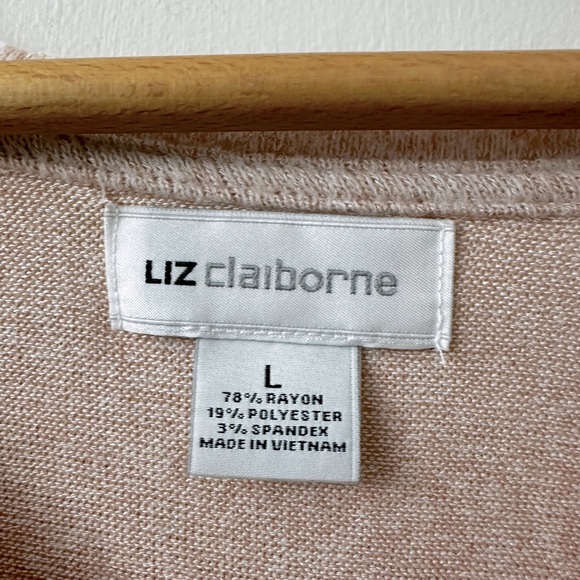 LIZ claiborne
L
78% RAYON
19% POLYESTER
3% SPANDEX
MADE IN VIETNAM